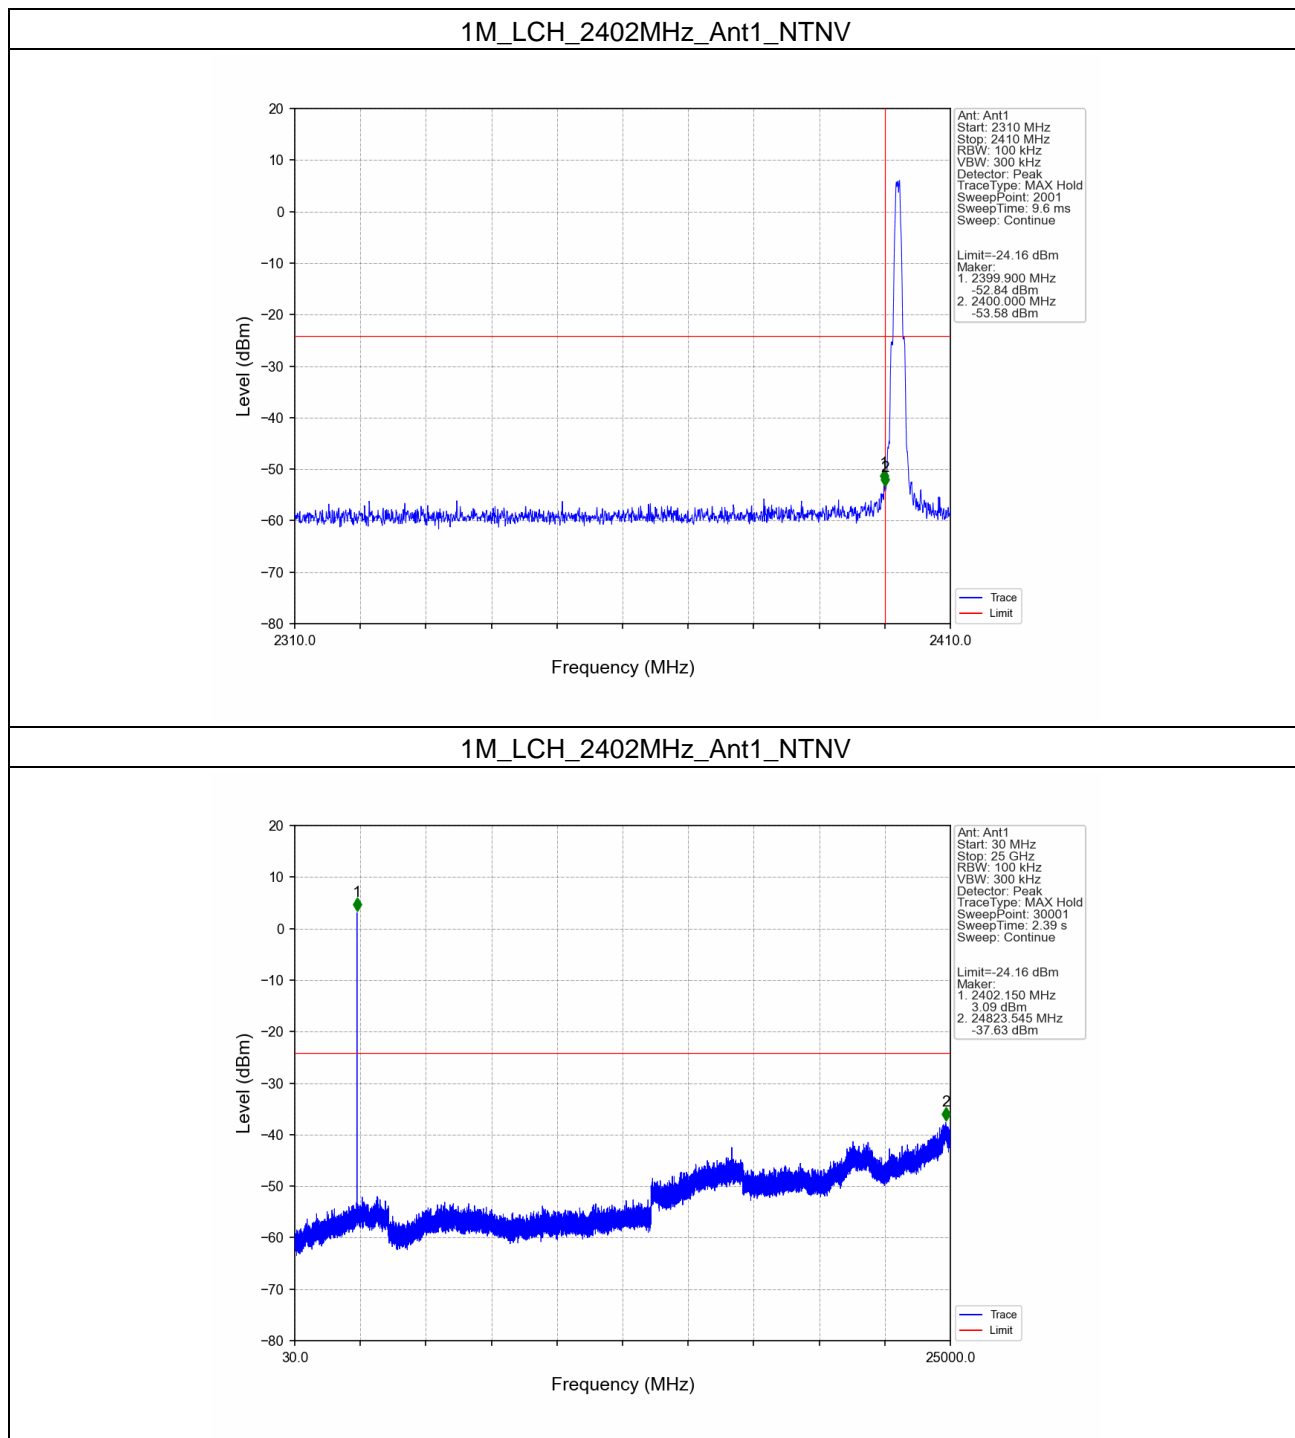 1M_LCH_2402MHz_Ant1_NTNV
20
10
0
−10
−20
−30
−40
−50
−60
−70
−80
Level (dBm)
1
2
2310.0
2410.0
Frequency (MHz)
Ant: Ant1
Start: 2310 MHz
Stop: 2410 MHz
RBW: 100 kHz
VBW: 300 kHz
Detector: Peak
TraceType: MAX Hold
SweepPoint: 2001
SweepTime: 9.6 ms
Sweep: Continue
Limit=-24.16 dBm
Maker:
1. 2399.900 MHz
-52.84 dBm
2. 2400.000 MHz
-53.58 dBm
Trace
Limit
1M_LCH_2402MHz_Ant1_NTNV
20
10
0
−10
−20
−30
−40
−50
−60
−70
−80
Level (dBm)
1
2
30.0
25000.0
Frequency (MHz)
Ant: Ant1
Start: 30 MHz
Stop: 25 GHz
RBW: 100 kHz
VBW: 300 kHz
Detector: Peak
TraceType: MAX Hold
SweepPoint: 30001
SweepTime: 2.39 s
Sweep: Continue
Limit=-24.16 dBm
Maker:
1. 2402.150 MHz
3.09 dBm
2. 24823.545 MHz
-37.63 dBm
Trace
Limit